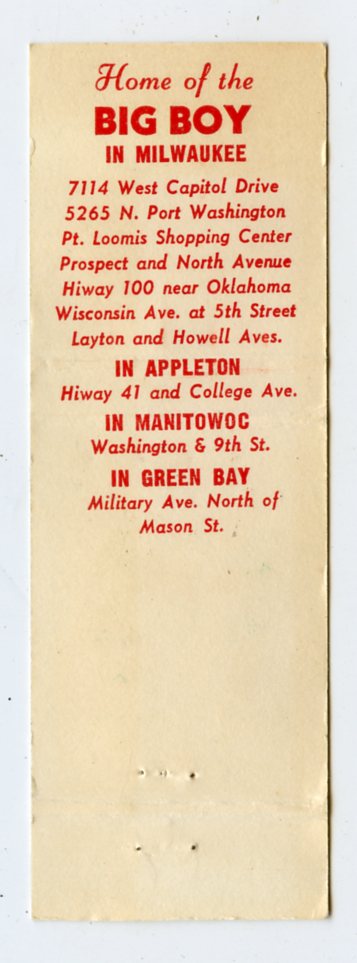 Home of the
BIG BOY
IN MILWAUKEE
7114 West Capitol Drive
5265 N. Port Washington
Pt. Loomis Shopping Center
Prospect and North Avenue
Hiway 100 near Oklahoma
Wisconsin Ave. at 5th Street
Layton and Howell Aves.
IN APPLETON
Hiway 41 and College Ave.
IN MANITOWOC
Washington & 9th St.
IN GREEN BAY
Military Ave. North of
Mason St.